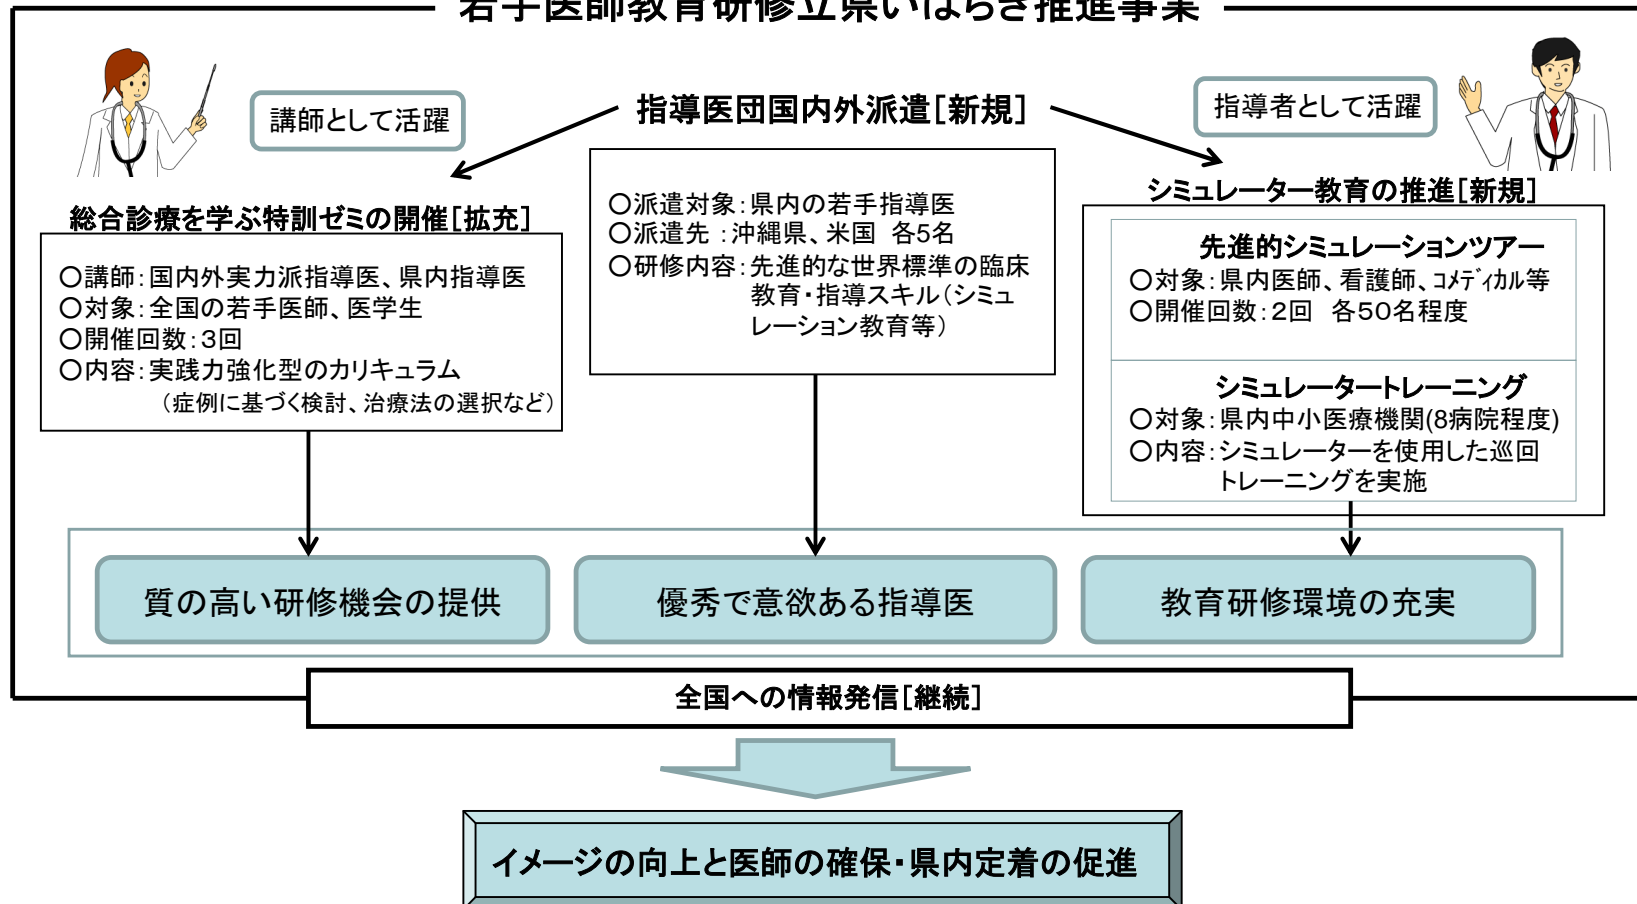 若手医師教育研修立県いばらき推進事業
講師として活躍
指導医団国内外派遣[新規]
指導者として活躍
総合診療を学ぶ特訓ゼミの開催[拡充]
○講師：国内外実力派指導医、県内指導医
○対象：全国の若手医師、医学生
○開催回数：３回
○内容：実践力強化型のカリキュラム
（症例に基づく検討、治療法の選択など）
○派遣対象：県内の若手指導医
○派遣先 ：沖縄県、米国 各5名
○研修内容：先進的な世界標準の臨床
教育・指導スキル（シミュ
レーション教育等）
シミュレーター教育の推進[新規]
先進的シミュレーションツアー
○対象：県内医師、看護師、ｺﾒﾃﾞｨｶﾙ等
○開催回数：２回 各５０名程度
シミュレータートレーニング
○対象：県内中小医療機関(8病院程度)
○内容：シミュレーターを使用した巡回
トレーニングを実施
質の高い研修機会の提供
優秀で意欲ある指導医
教育研修環境の充実
全国への情報発信[継続]
イメージの向上と医師の確保・県内定着の促進